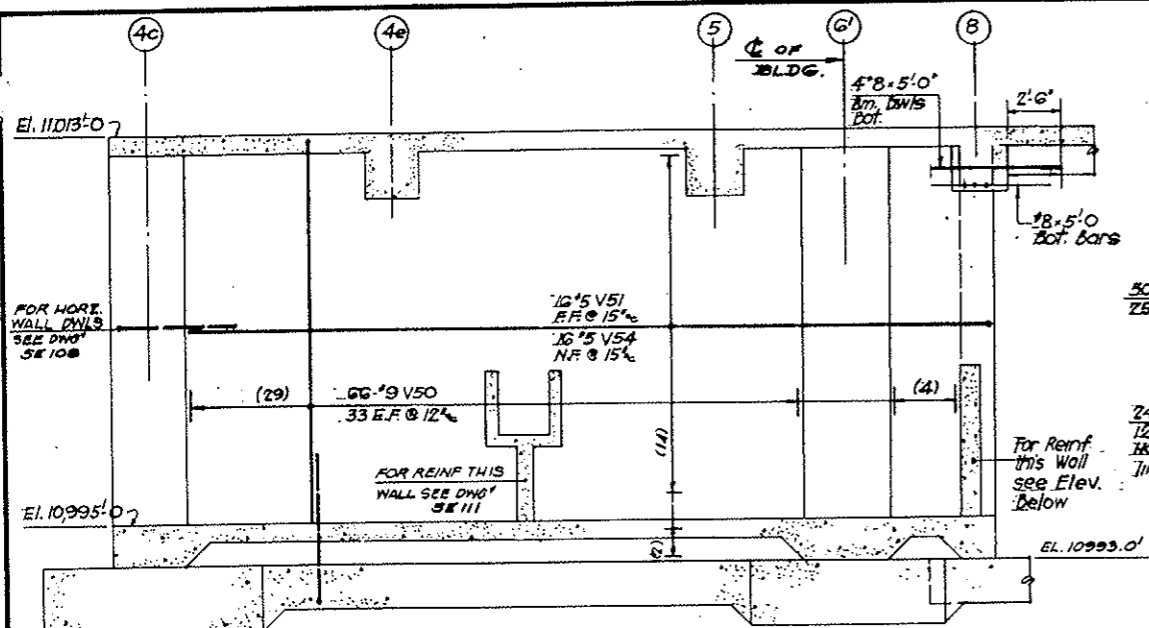 4c
4e
5
6'
8
℄ OF
BLDG.
4#8×5'-0"
Bm. Dwls
Bot.
2'-6"
El. 11,013'-0
#8×5'-0
Bot. Bars
FOR HORZ.
WALL DWLS
SEE DWG'
SE 108
16 #5 V51
F.F. @ 15" c/c
16 #5 V54
N.F. @ 15" c/c
(29)
66-#9 V50
33 E.F. @ 12" c/c
(4)
(14)
(2)
FOR REINF THIS
WALL SEE DWG'
SE 111
For Reinf.
this Wall
see Elev.
Below
El. 10,995'-0
EL. 10993.0'